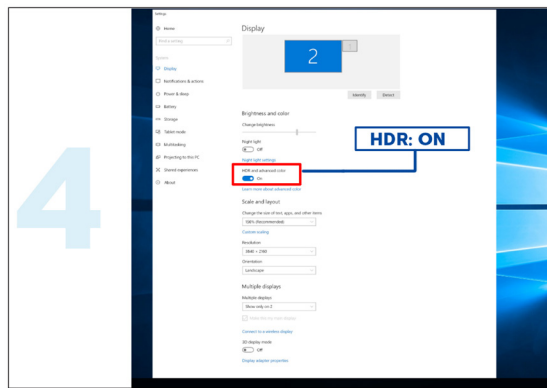 4
Settings
Home
Find a setting
System
Display
Notifications & actions
Power & sleep
Battery
Storage
Tablet mode
Multitasking
Projecting to this PC
Shared experiences
About
Display
2
1
Identify
Detect
Brightness and color
Change brightness
Night light
Off
Night light settings
HDR and advanced color
On
Learn more about advanced color
HDR: ON
Scale and layout
Change the size of text, apps, and other items
(Recommended)
Custom scaling
Resolution
2160
Orientation
Landscape
Multiple displays
Multiple displays
Show only on 2
Connect to a wireless display
3D display mode
Off
Display adapter properties